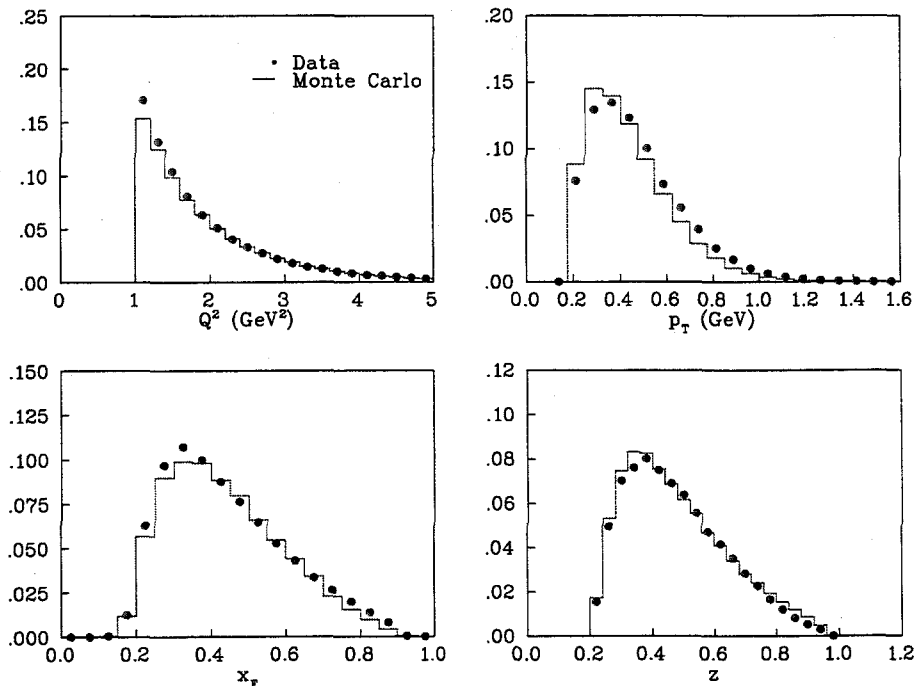 .25
.20
.15
.10
.05
.00
0 1 2 3 4 5
Q² (GeV²)
• Data
— Monte Carlo
.20
.15
.10
.05
.00
0.0 0.2 0.4 0.6 0.8 1.0 1.2 1.4 1.6
p_T (GeV)
.150
.125
.100
.075
.050
.025
.000
0.0 0.2 0.4 0.6 0.8 1.0
x_F
.12
.10
.08
.06
.04
.02
.00
0.0 0.2 0.4 0.6 0.8 1.0 1.2
z